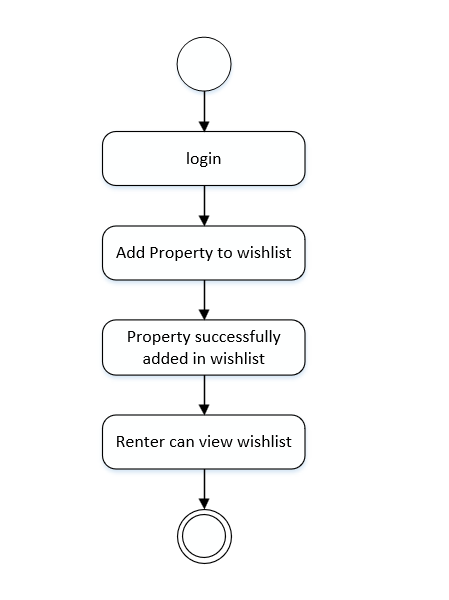 login
Add Property to wishlist
Property successfully
added in wishlist
Renter can view wishlist